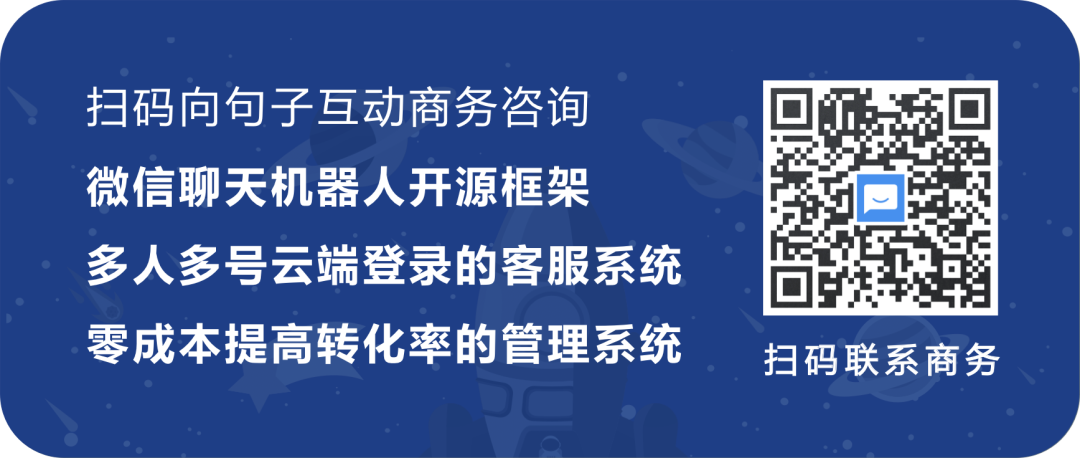 扫码向句子互动商务咨询
微信聊天机器人开源框架
多人多号云端登录的客服系统
零成本提高转化率的管理系统
扫码联系商务